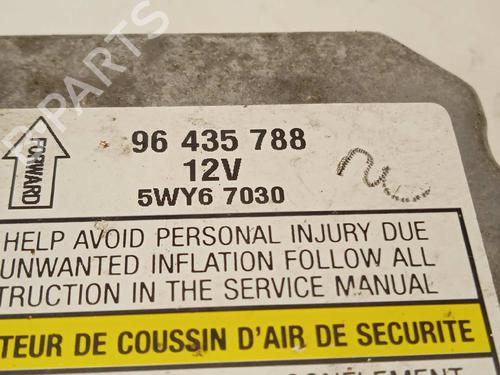 B-PARTS
FORWARD
96 435 788
12V
5WY6 7030
HELP AVOID PERSONAL INJURY DUE
UNWANTED INFLATION FOLLOW ALL
TRUCTION IN THE SERVICE MANUAL
TEUR DE COUSSIN D'AIR DE SECURITE